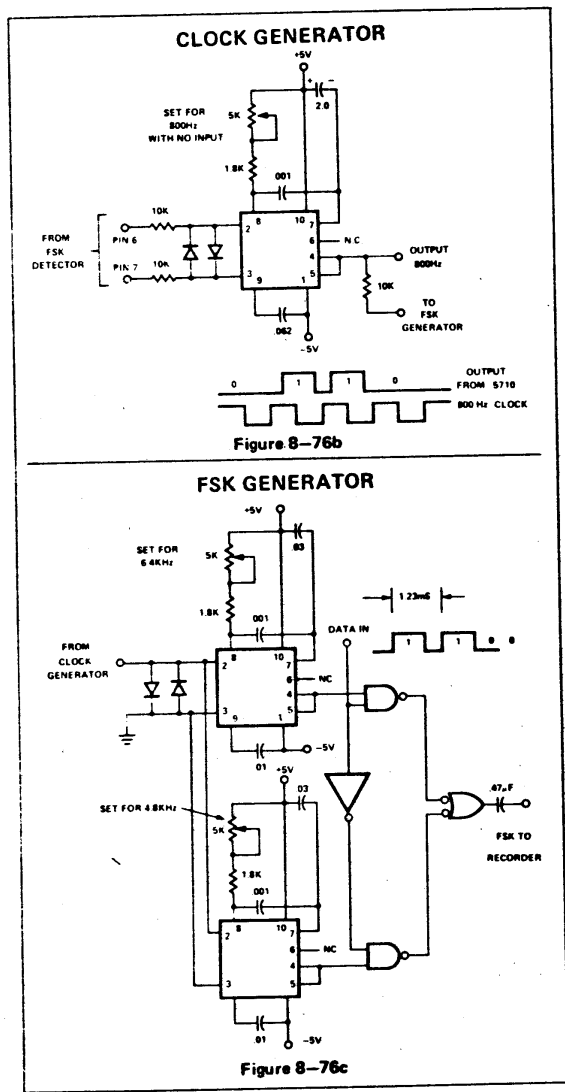 CLOCK GENERATOR
+5V
+ –
2.0
SET FOR
800Hz
WITH NO INPUT
5K
1.8K
001
8
10
7
6
N.C
4
5
2
3
9
1
FROM
FSK
DETECTOR
10K
PIN 6
PIN 7
10K
OUTPUT
800Hz
10K
TO
FSK
GENERATOR
.062
–5V
0 1 1 0
OUTPUT
FROM 5710
800 Hz CLOCK
Figure 8–76b
FSK GENERATOR
+5V
.03
SET FOR
6.4KHz
5K
1.8K
001
FROM
CLOCK
GENERATOR
8
10
7
6
NC
4
5
2
3
9
1
.01
–5V
DATA IN
1 23mS
1 1 0 0
+5V
03
SET FOR 4.8KHz
5K
1.8K
001
8
10
7
6
NC
4
5
2
3
.01
–5V
.47µF
FSK TO
RECORDER
Figure 8–76c